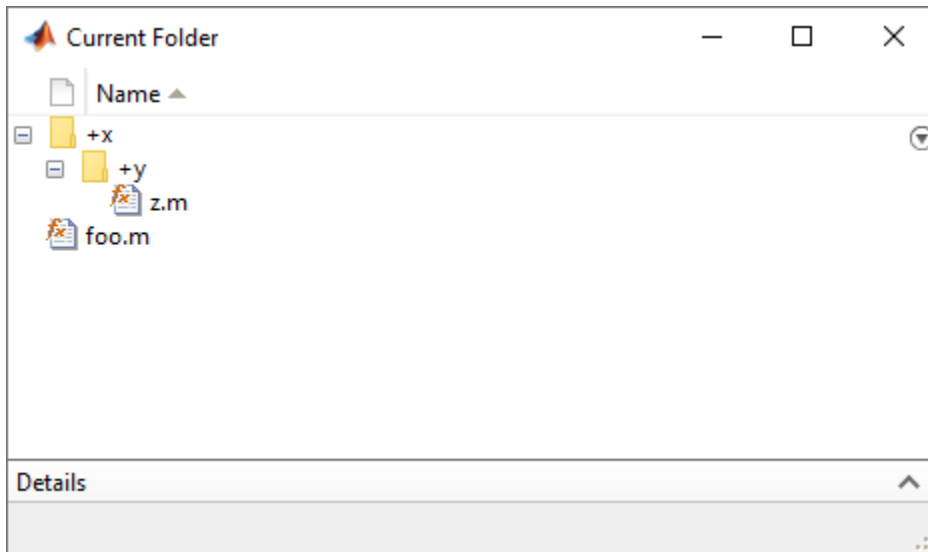 Current Folder
Name
+x
+y
z.m
foo.m
Details